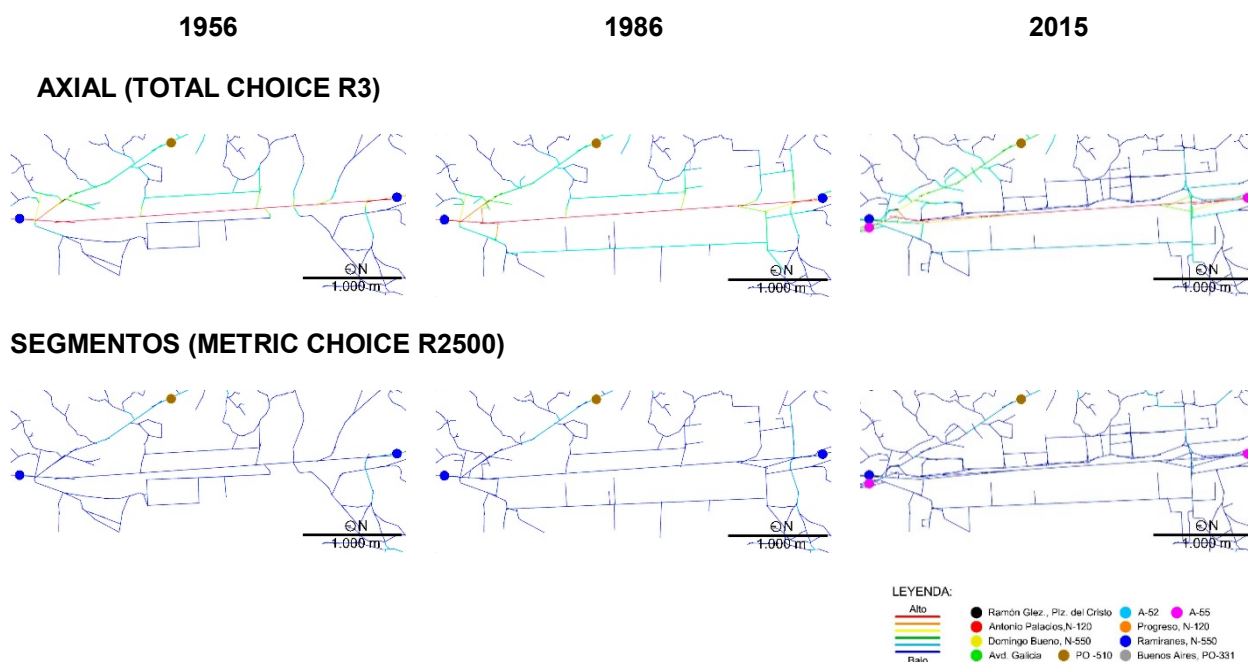 1956
1986
2015
AXIAL (TOTAL CHOICE R3)
N
1.000 m
N
1.000 m
N
1.000 m
SEGMENTOS (METRIC CHOICE R2500)
N
1.000 m
N
1.000 m
N
1.000 m
LEYENDA:
Alto
Bajo
Ramón Glez., Plz. del Cristo
A-52
A-55
Antonio Palacios,N-120
Progreso, N-120
Domingo Bueno, N-550
Ramiranes, N-550
Avd. Galicia
PO -510
Buenos Aires, PO-331